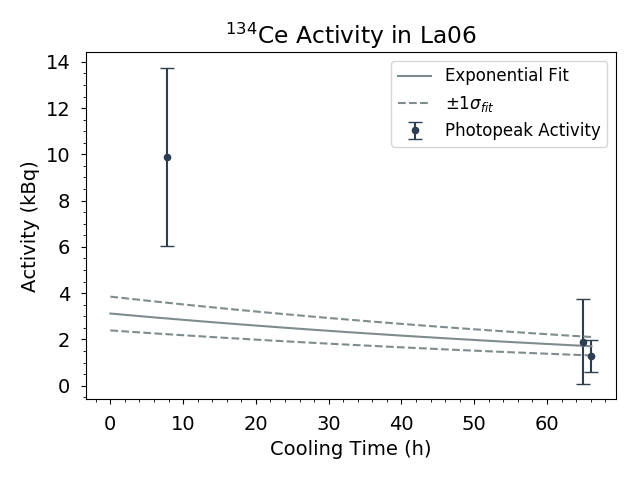 ¹³⁴Ce Activity in La06
Activity (kBq)
14
12
10
8
6
4
2
0
Exponential Fit
±1σ_fit
Photopeak Activity
0 10 20 30 40 50 60
Cooling Time (h)